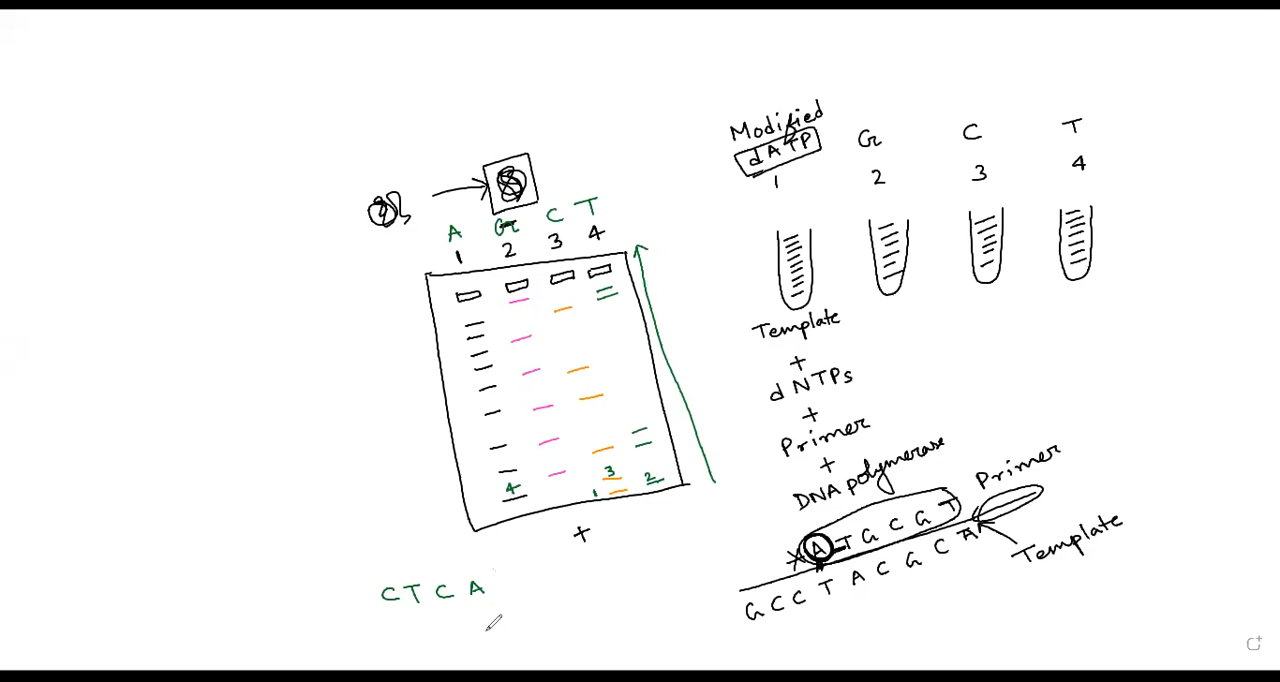 A G C T
1 2 3 4
4 1 3 2
+
C T C A
Modified
dATP G C T
1 2 3 4
Template
+
dNTPs
+
Primer
+
DNA polymerase
Primer
A T G C G T
G C C T A C G C A
Template